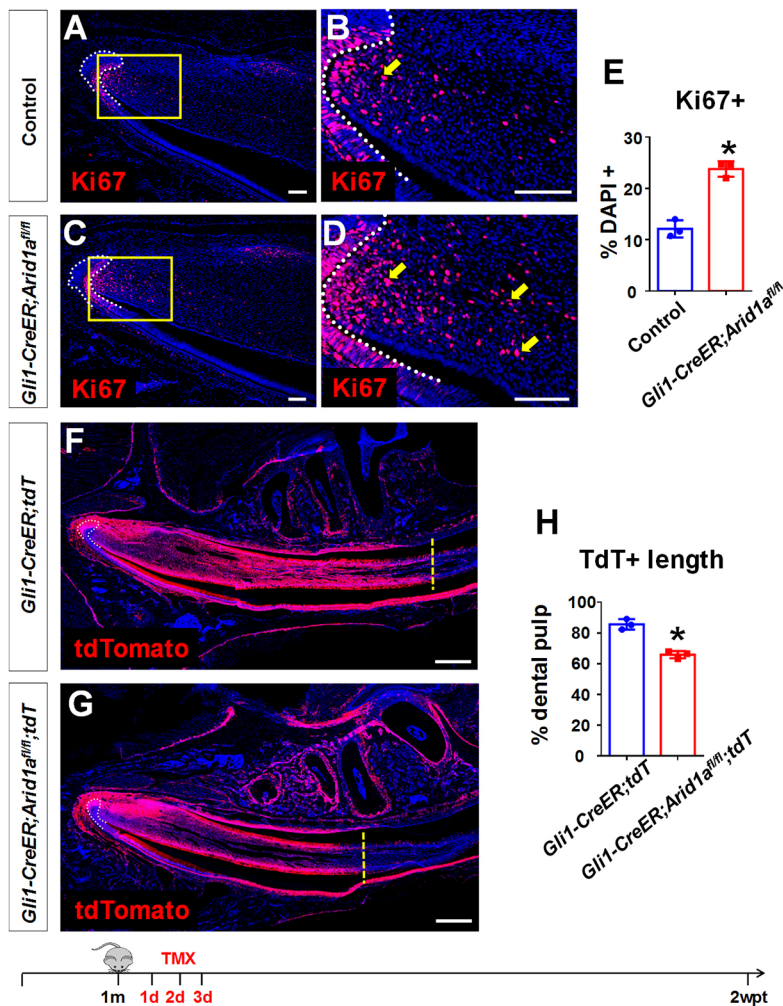 Control
A
Ki67
B
Ki67
Gli1-CreER;Arid1a^fl/fl
C
Ki67
D
Ki67
E
Ki67+
% DAPI +
30
20
10
0
*
Control
Gli1-CreER;Arid1a^fl/fl
Gli1-CreER;tdT
F
tdTomato
Gli1-CreER;Arid1a^fl/fl;tdT
G
tdTomato
H
TdT+ length
% dental pulp
100
80
60
40
20
0
*
Gli1-CreER;tdT
Gli1-CreER;Arid1a^fl/fl;tdT
TMX
1m 1d 2d 3d 2wpt